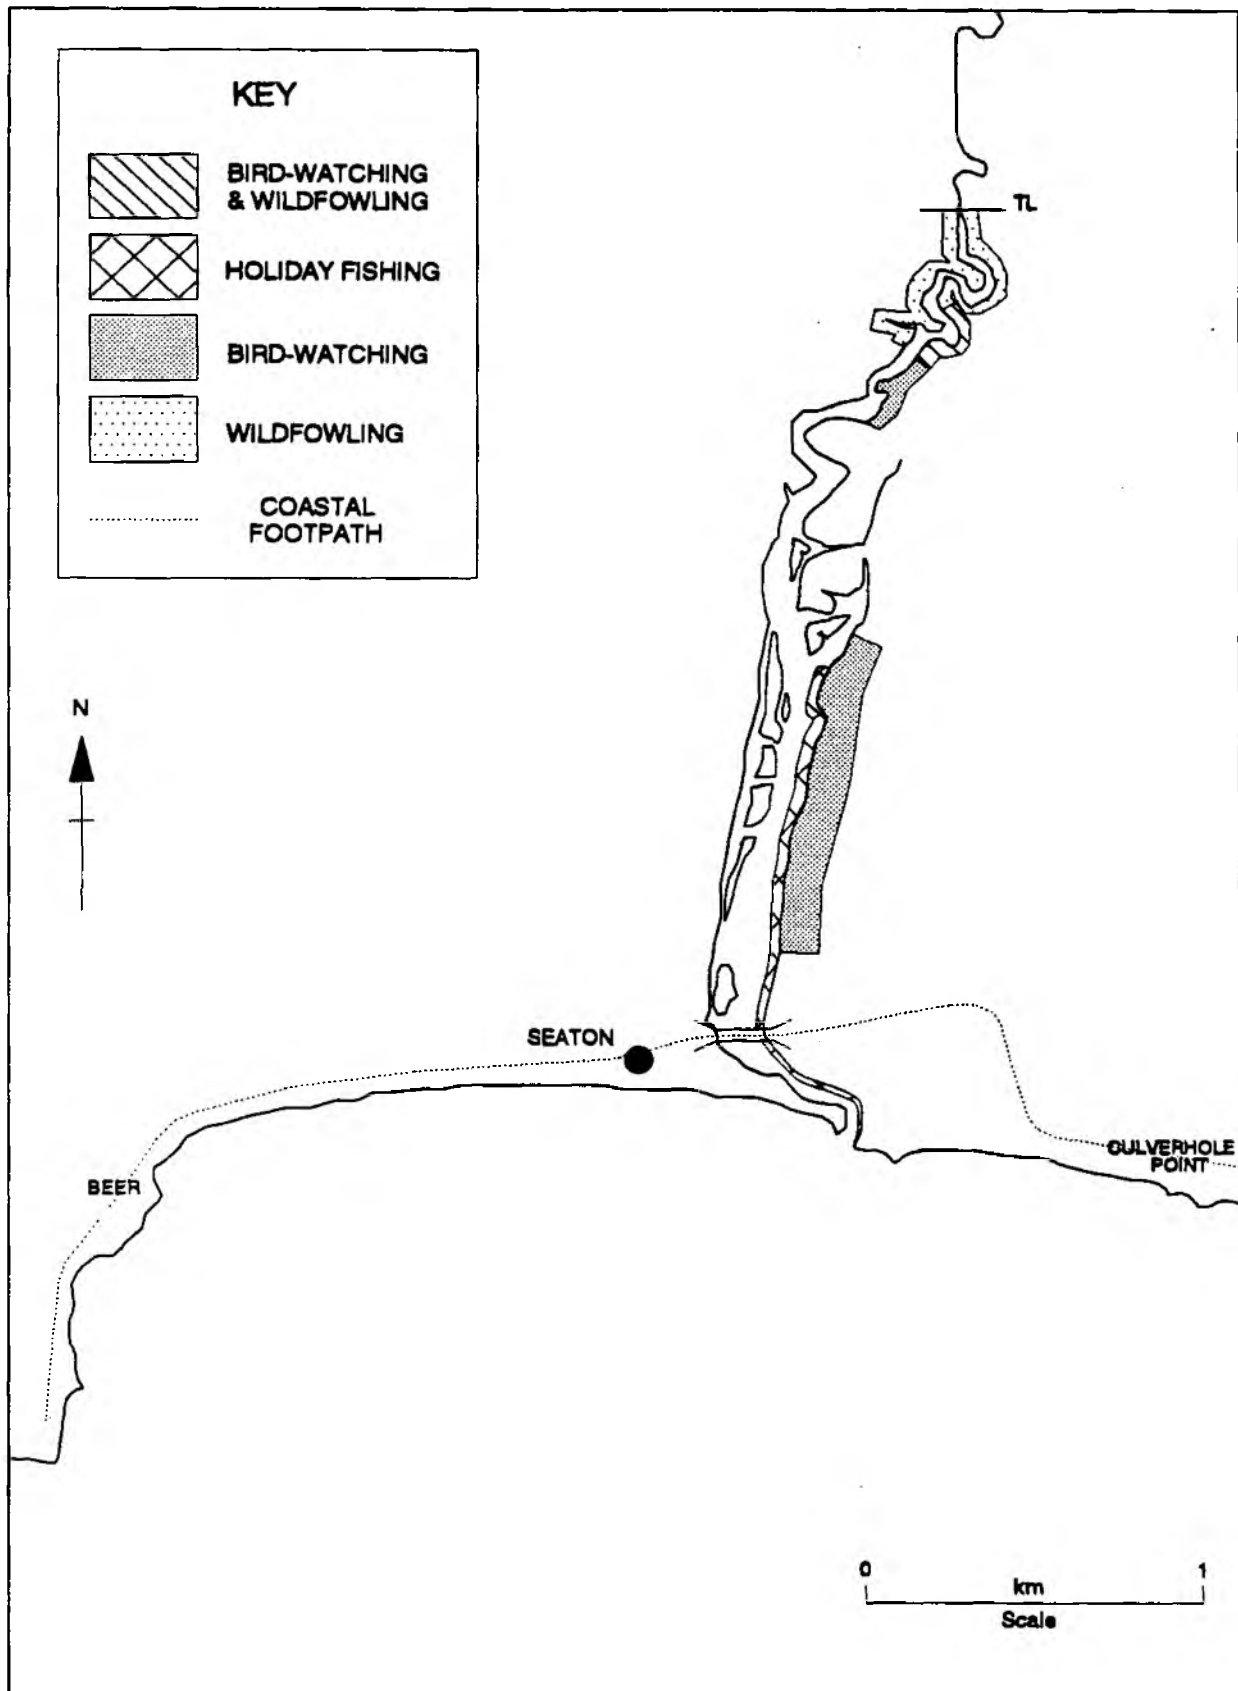 KEY
BIRD-WATCHING
& WILDFOWLING
HOLIDAY FISHING
BIRD-WATCHING
WILDFOWLING
COASTAL
FOOTPATH
TL
N
SEATON
BEER
CULVERHOLE
POINT
0 1
km
Scale